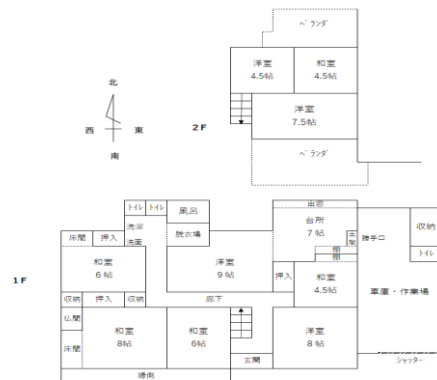 ベランダ
洋室
4.5帖
和室
4.5帖
北
西 東
南
2F
洋室
7.5帖
ベランダ
トイレ トイレ
風呂
出窓
台所
7帖
収納
洗濯
洗面
脱衣場
玄関
勝手口
床間 押入
棚
棚
トイレ
1F
和室
6帖
洋室
9帖
押入
和室
4.5帖
車庫・作業場
収納 押入 収納
廊下
仏間
和室
8帖
和室
6帖
洋室
8帖
床間
玄関
シャッター
縁側